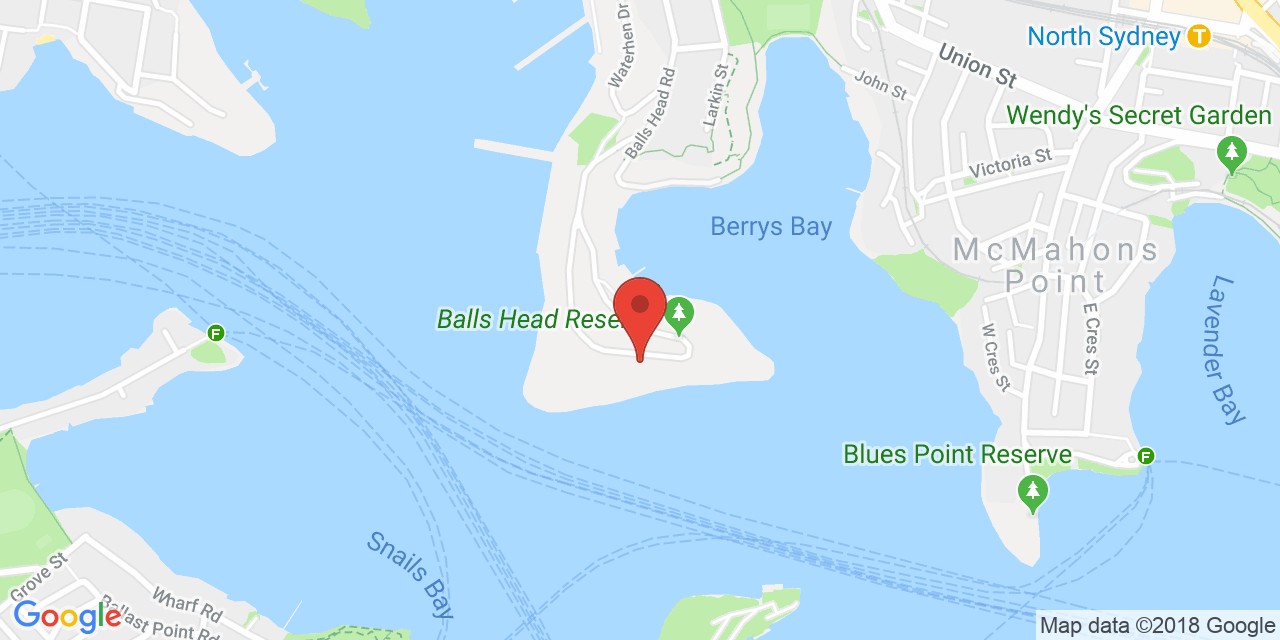 Waterhen Dr
North Sydney T
Union St
John St
Balls Head Rd
Larkin St
Wendy's Secret Garden
Victoria St
Berrys Bay
McMahons
Point
Balls Head Rese
F
W Cres St
E Cres St
Lavender Bay
Blues Point Reserve
F
Snails Bay
Grove St
Wharf Rd
Ballast Point Rd
Google
Map data ©2018 Google